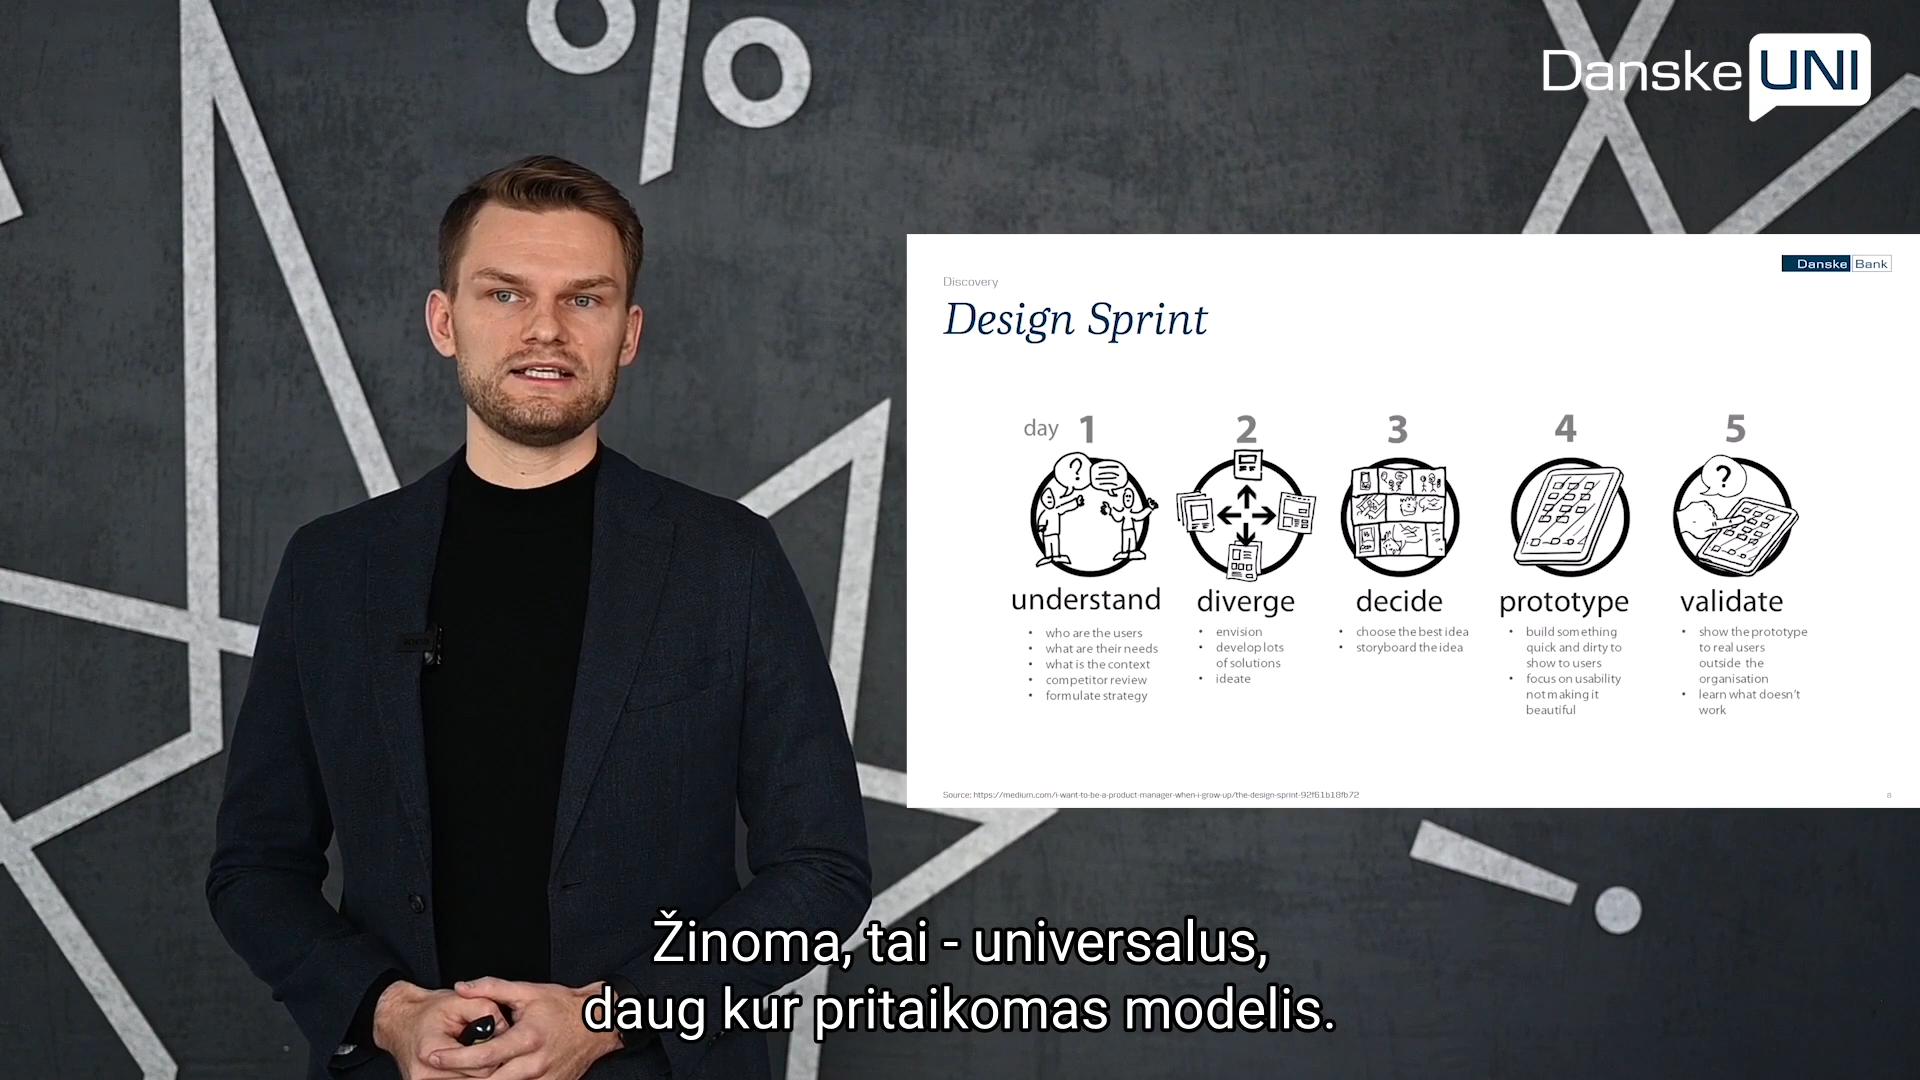 Danske UNI
Danske Bank
Discovery
Design Sprint
day 1 2 3 4 5
understand
• who are the users
• what are their needs
• what is the context
• competitor review
• formulate strategy
diverge
• envision
• develop lots
of solutions
• ideate
decide
• choose the best idea
• storyboard the idea
prototype
• build something
quick and dirty to
show to users
• focus on usability
not making it
beautiful
validate
• show the prototype
to real users
outside the
organisation
• learn what doesn't
work
Source: https://medium.com/i-want-to-be-a-product-manager-when-i-grow-up/the-design-sprint-92f61b18fb72
8
Žinoma, tai - universalus,
daug kur pritaikomas modelis.